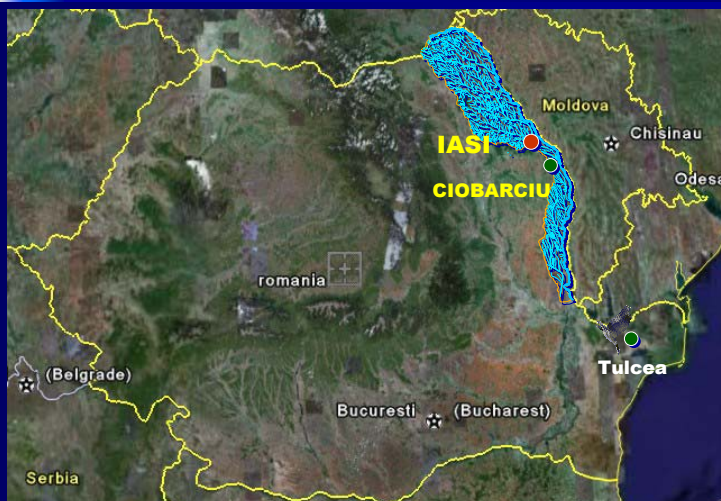 Moldova
IASI
Chisinau
CIOBARCIU
Odesa
romania
Tulcea
(Belgrade)
Bucuresti (Bucharest)
Serbia